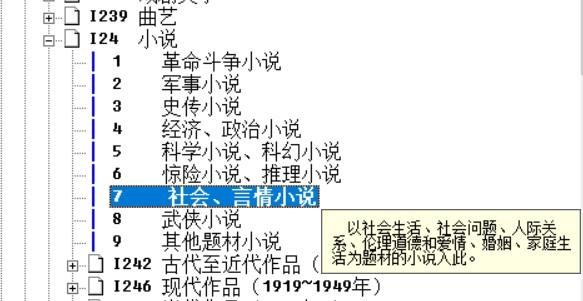 I239 曲艺
I24 小说
1 革命斗争小说
2 军事小说
3 史传小说
4 经济、政治小说
5 科学小说、科幻小说
6 惊险小说、推理小说
7 社会、言情小说
8 武侠小说
9 其他题材小说
以社会生活、社会问题、人际关
系、伦理道德和爱情、婚姻、家庭生
活为题材的小说入此。
I242 古代至近代作品（
I246 现代作品（1919~1949年）